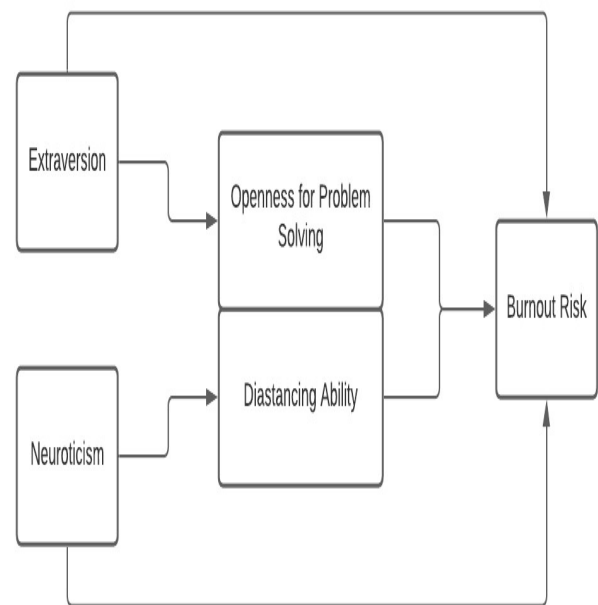 Extraversion
Openness for Problem
Solving
Burnout Risk
Diastancing Ability
Neuroticism